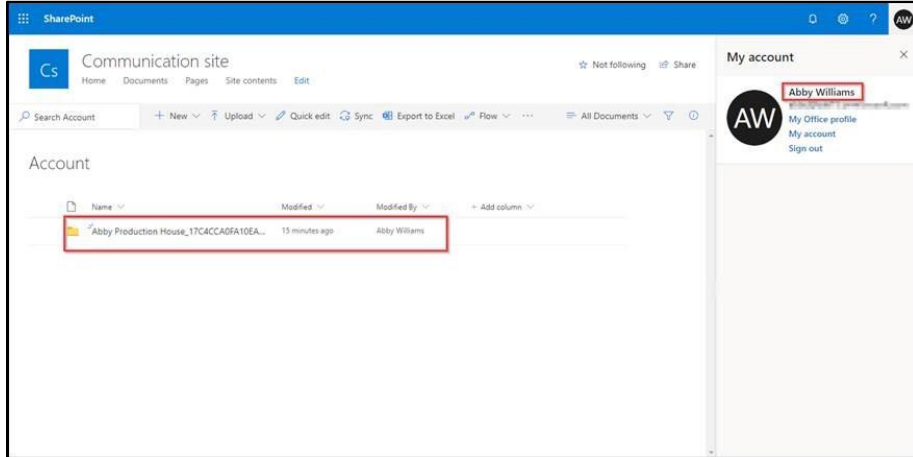 SharePoint
? AW
Cs
Communication site
Home Documents Pages Site contents Edit
Not following Share
Search Account
+ New Upload Quick edit Sync Export to Excel Flow ... All Documents
Account
Name Modified Modified By + Add column
Abby Production House_17C4CCA0FA10EA... 15 minutes ago Abby Williams
My account
AW
Abby Williams
My Office profile
My account
Sign out